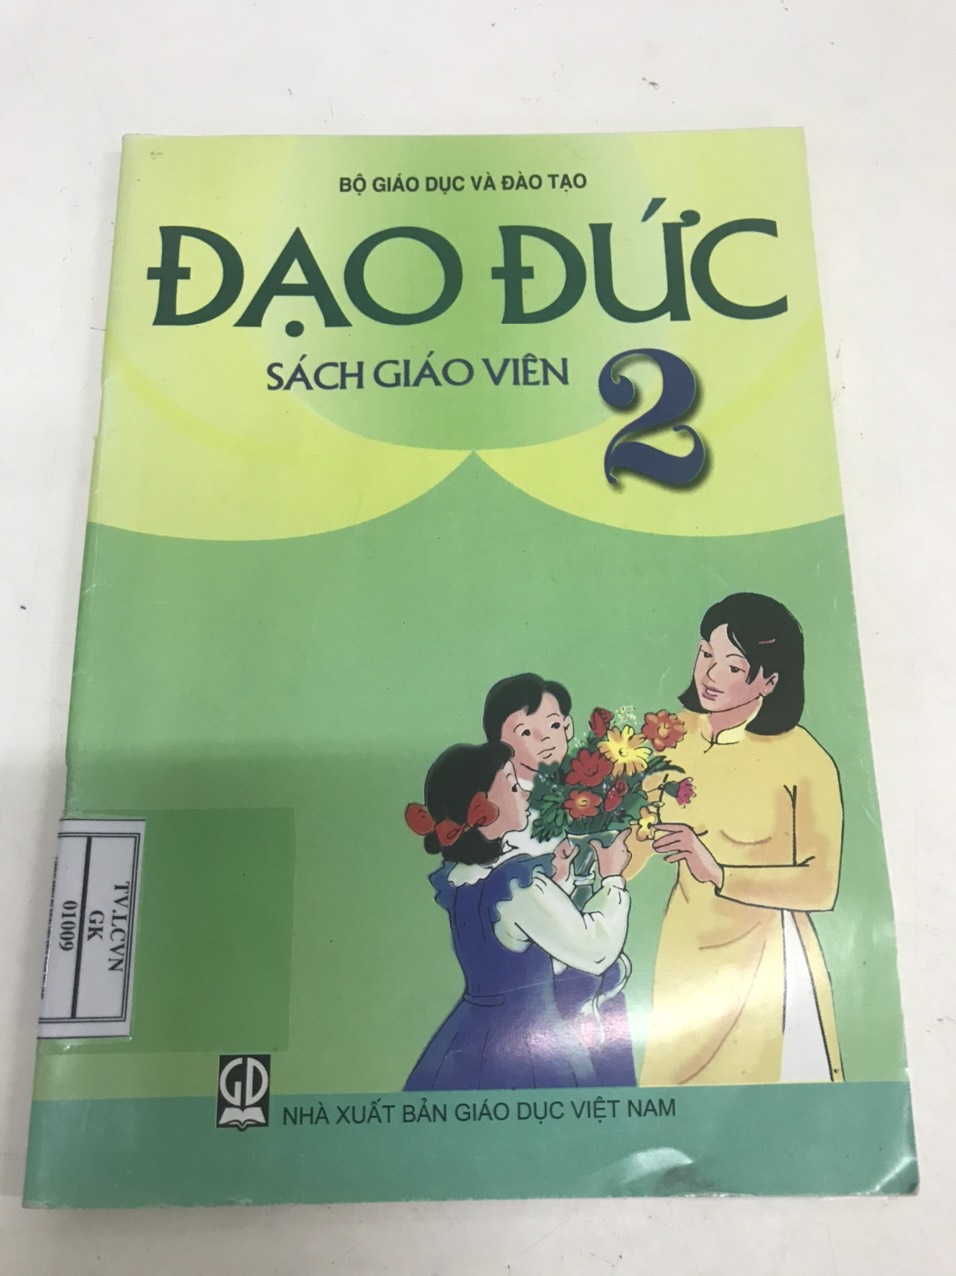 BỘ GIÁO DỤC VÀ ĐÀO TẠO
ĐẠO ĐỨC
SÁCH GIÁO VIÊN 2
TV.LCVN
GK
01009
GD
NHÀ XUẤT BẢN GIÁO DỤC VIỆT NAM